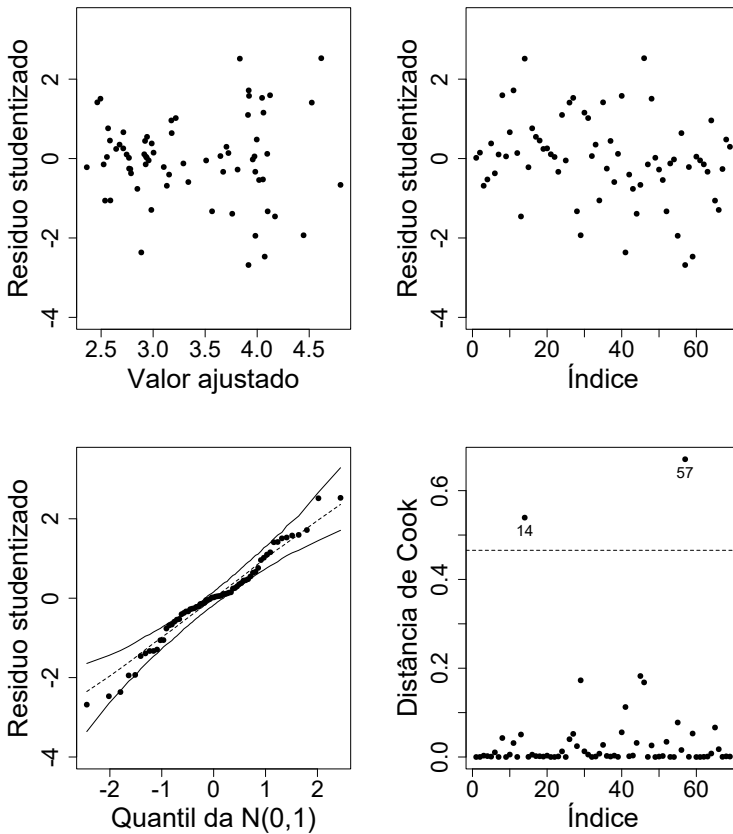 Resíduo studentizado
2
0
-2
-4
2.5 3.0 3.5 4.0 4.5
Valor ajustado
Resíduo studentizado
2
0
-2
-4
0 20 40 60
Índice
Resíduo studentizado
2
0
-2
-4
-2 -1 0 1 2
Quantil da N(0,1)
Distância de Cook
0.6
0.4
0.2
0.0
57
14
0 20 40 60
Índice